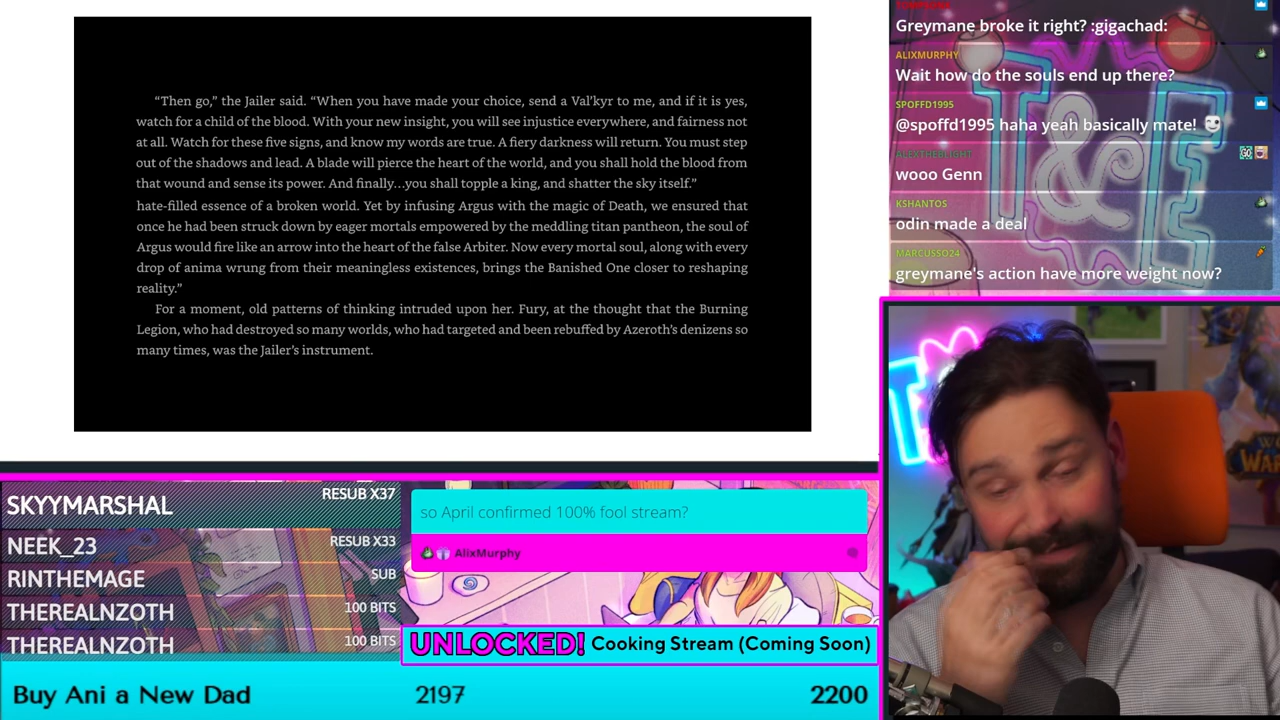 “Then go,” the Jailer said. “When you have made your choice, send a Val’kyr to me, and if it is yes,
watch for a child of the blood. With your new insight, you will see injustice everywhere, and fairness not
at all. Watch for these five signs, and know my words are true. A fiery darkness will return. You must step
out of the shadows and lead. A blade will pierce the heart of the world, and you shall hold the blood from
that wound and sense its power. And finally…you shall topple a king, and shatter the sky itself.”
hate-filled essence of a broken world. Yet by infusing Argus with the magic of Death, we ensured that
once he had been struck down by eager mortals empowered by the meddling titan pantheon, the soul of
Argus would fire like an arrow into the heart of the false Arbiter. Now every mortal soul, along with every
drop of anima wrung from their meaningless existences, brings the Banished One closer to reshaping
reality.”
For a moment, old patterns of thinking intruded upon her. Fury, at the thought that the Burning
Legion, who had destroyed so many worlds, who had targeted and been rebuffed by Azeroth’s denizens so
many times, was the Jailer’s instrument.
Greymane broke it right? :gigachad:
ALIXMURPHY
Wait how do the souls end up there?
SPOFFD1995
@spoffd1995 haha yeah basically mate!
ALEXTHEBLIGHT
wooo Genn
KSHANTOS
odin made a deal
MARCUSSO24
greymane's action have more weight now?
T&E
SKYYMARSHAL RESUB X37
NEEK_23 RESUB X33
RINTHEMAGE SUB
THEREALNZOTH 100 BITS
THEREALNZOTH 100 BITS
so April confirmed 100% fool stream?
AlixMurphy
UNLOCKED! Cooking Stream (Coming Soon)
Buy Ani a New Dad 2197 2200